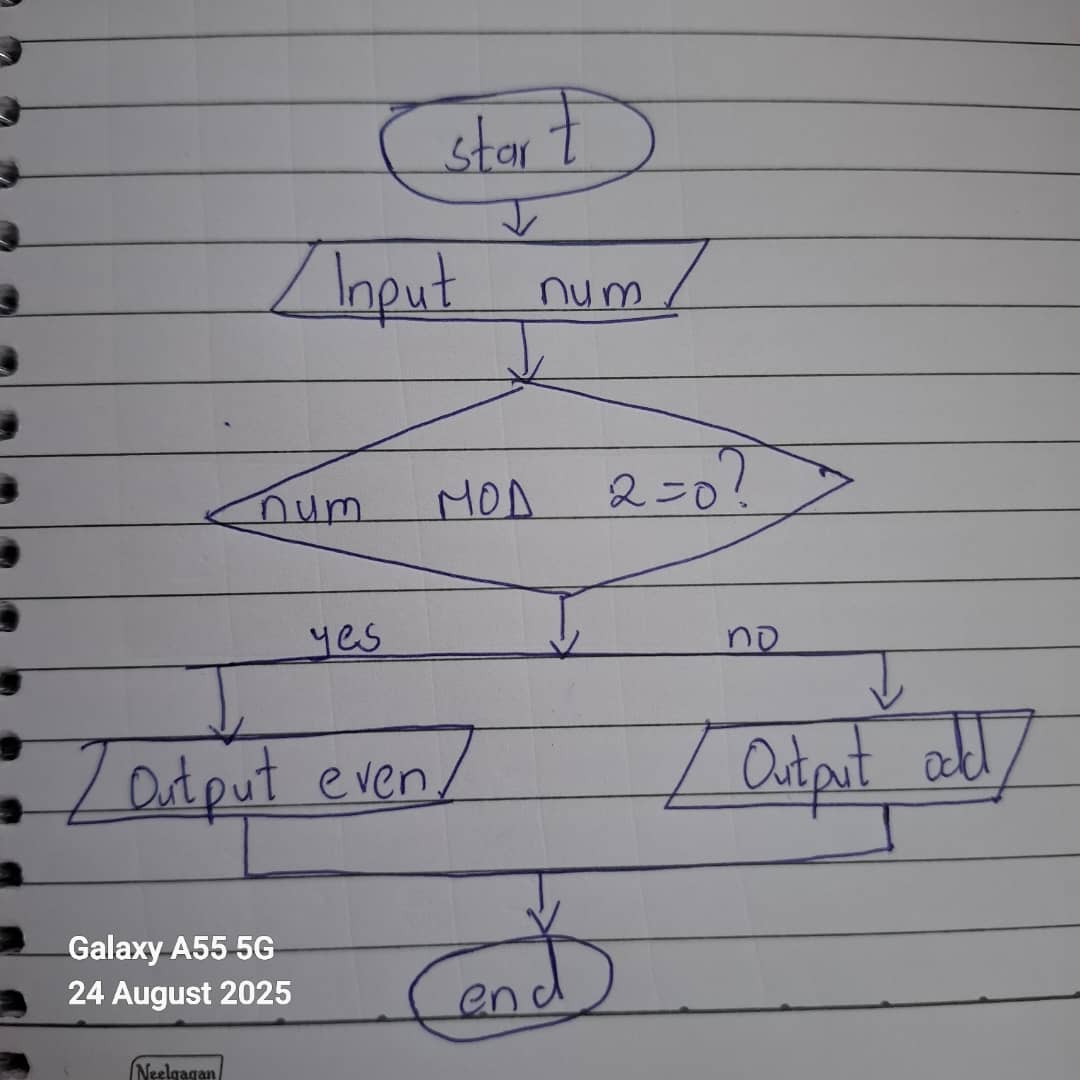 start
Input num
num MOD 2=0?
yes no
Output even
Output odd
Galaxy A55 5G
24 August 2025
end
Neelgagan